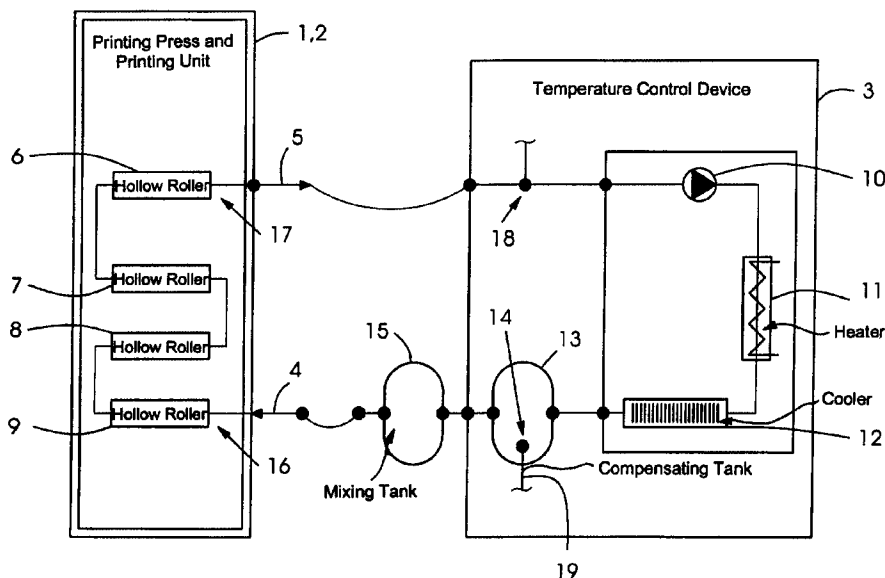 Printing Press and
Printing Unit
1,2
Temperature Control Device
3
6
5
Hollow Roller
17
18
10
7
Hollow Roller
11
Heater
8
Hollow Roller
15
14
13
4
Cooler
9
Hollow Roller
16
12
Mixing Tank
Compensating Tank
19